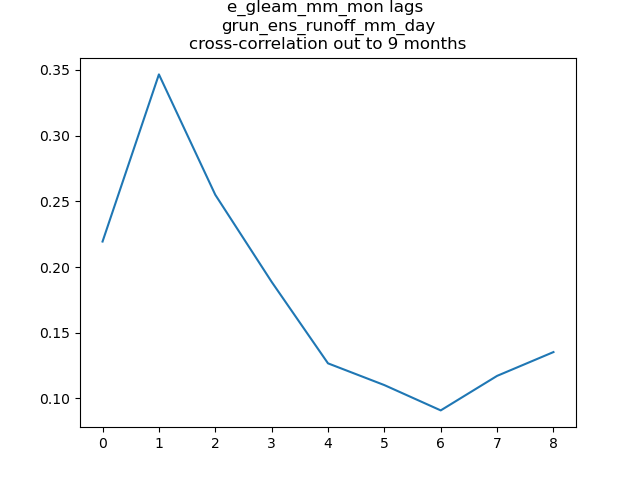 e_gleam_mm_mon lags
grun_ens_runoff_mm_day
cross-correlation out to 9 months
0.35
0.30
0.25
0.20
0.15
0.10
0 1 2 3 4 5 6 7 8